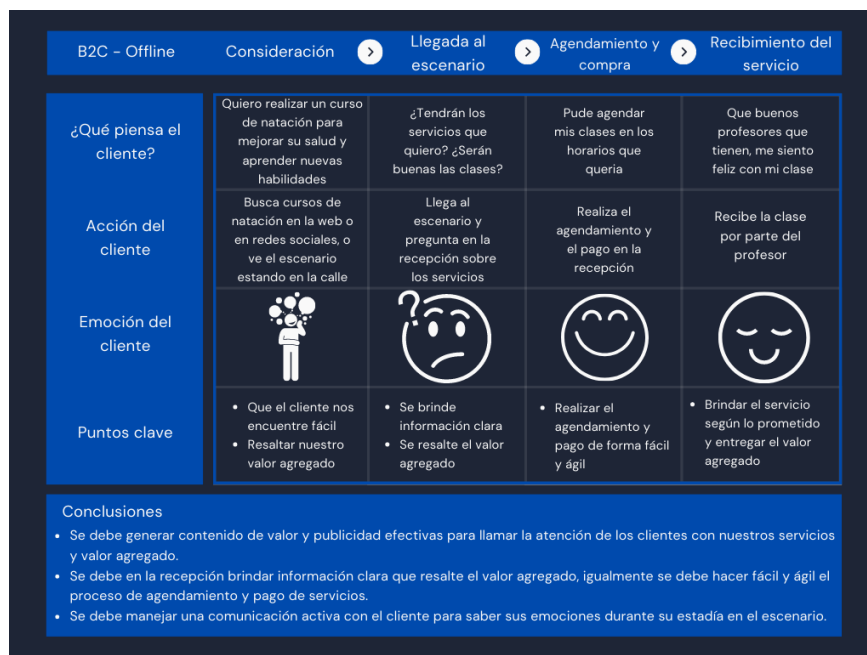 B2C - Offline
Consideración
Llegada al
escenario
Agendamiento y
compra
Recibimiento del
servicio
¿Qué piensa el
cliente?
Quiero realizar un curso
de natación para
mejorar su salud y
aprender nuevas
habilidades
¿Tendrán los
servicios que
quiero? ¿Serán
buenas las clases?
Pude agendar
mis clases en los
horarios que
queria
Que buenos
profesores que
tienen, me siento
feliz con mi clase
Acción del
cliente
Busca cursos de
natación en la web o
en redes sociales, o
ve el escenario
estando en la calle
Llega al
escenario y
pregunta en la
recepción sobre
los servicios
Realiza el
agendamiento y
el pago en la
recepción
Recibe la clase
por parte del
profesor
Emoción del
cliente
?
Puntos clave
• Que el cliente nos
encuentre fácil
• Resaltar nuestro
valor agregado
• Se brinde
información clara
• Se resalte el valor
agregado
• Realizar el
agendamiento y
pago de forma fácil
y ágil
• Brindar el servicio
según lo prometido
y entregar el valor
agregado
Conclusiones
• Se debe generar contenido de valor y publicidad efectivas para llamar la atención de los clientes con nuestros servicios
y valor agregado.
• Se debe en la recepción brindar información clara que resalte el valor agregado, igualmente se debe hacer fácil y ágil el
proceso de agendamiento y pago de servicios.
• Se debe manejar una comunicación activa con el cliente para saber sus emociones durante su estadía en el escenario.